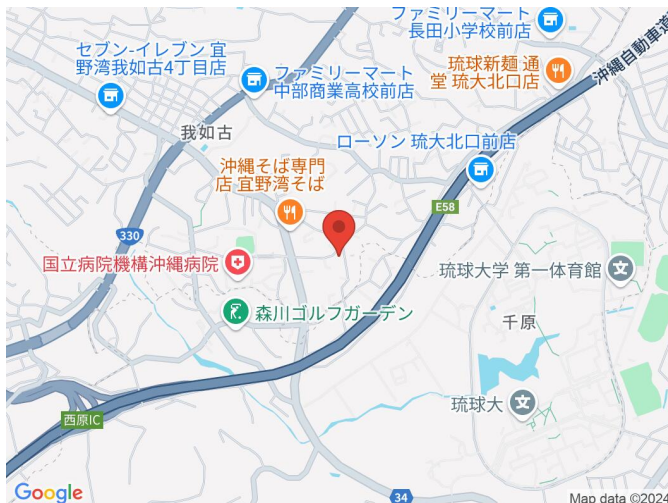 ファミリーマート
長田小学校前店
セブン-イレブン 宜
野湾我如古4丁目店
琉球新麺 通
堂 琉大北口店
沖縄自動車道
ファミリーマート
中部商業高校前店
我如古
ローソン 琉大北口前店
沖縄そば専門
店 宜野湾そば
E58
330
国立病院機構沖縄病院
琉球大学 第一体育館
森川ゴルフガーデン
千原
琉球大
西原IC
34
Google
Map data ©2024